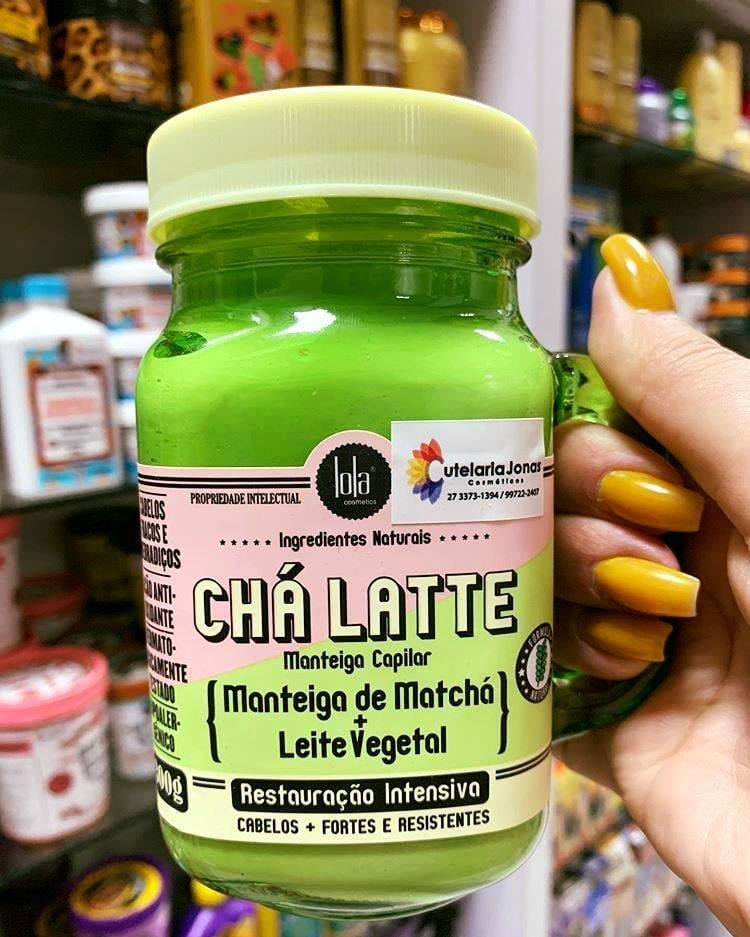 lola
cosmetics
PROPRIEDADE INTELECTUAL
CutelariaJonas
Cosméticos
27 3373-1394 / 99722-2407
***** Ingredientes Naturais *****
CHÁ LATTE
Manteiga Capilar
{Manteiga de Matchá
+
Leite Vegetal}
Restauração Intensiva
CABELOS + FORTES E RESISTENTES